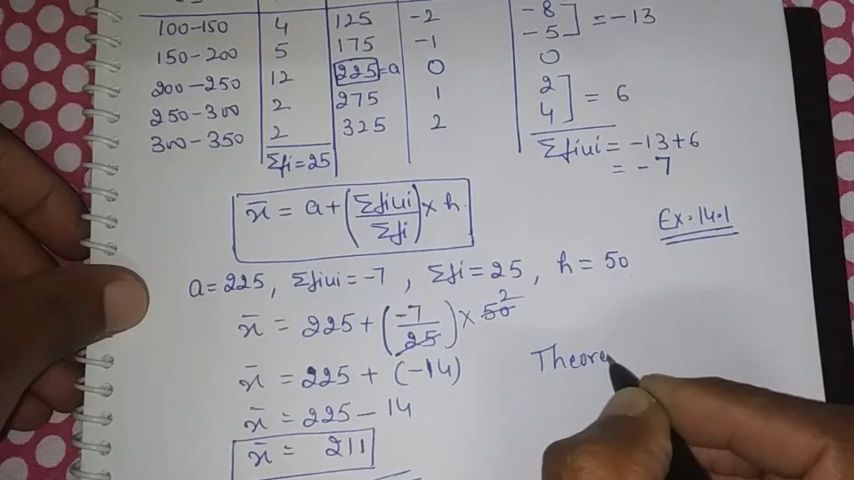 100-150 4 125 -2 -8
150-200 5 175 -1 -5 ] = -13
200-250 12 225=a 0 0
250-300 2 275 1 2
300-350 2 325 2 4 ] = 6
Σfi=25 Σfiui = -13+6
= -7
x̄ = a+(Σfiui/Σfi)×h
Ex.14.1
a=225, Σfiui=-7, Σfi=25, h=50
x̄ = 225+(-7/25)×50 2
x̄ = 225 + (-14)
x̄ = 225-14
x̄ = 211
Theore